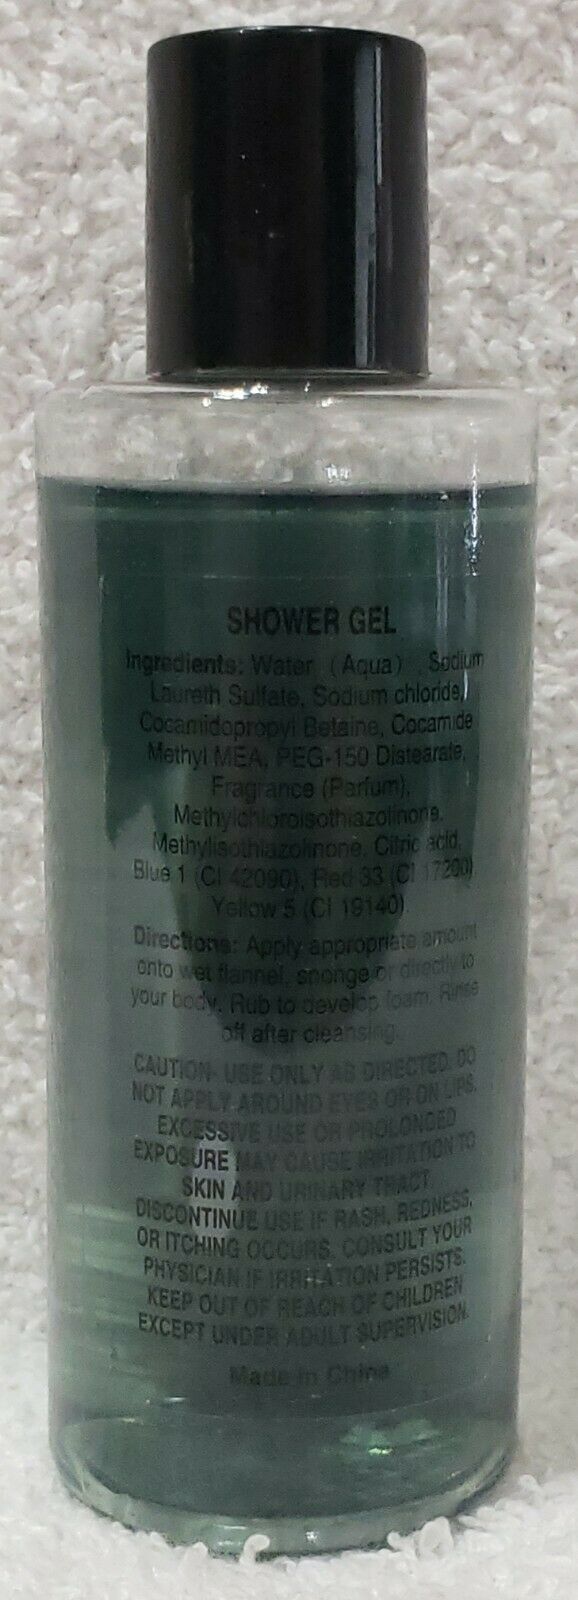 SHOWER GEL
Ingredients: Water (Aqua), Sodium
Laureth Sulfate, Sodium chloride,
Cocamidopropyl Betaine, Cocamide
Methyl MEA, PEG-150 Distearate,
Fragrance (Parfum),
Methylchloroisothiazolinone,
Methylisothiazolinone, Citric acid,
Blue 1 (CI 42090), Red 33 (CI 17200),
Yellow 5 (CI 19140)
Directions: Apply appropriate amount
onto wet flannel, sponge or directly to
your body. Rub to develop foam. Rinse
off after cleansing.
CAUTION- USE ONLY AS DIRECTED. DO
NOT APPLY AROUND EYES OR ON LIPS.
EXCESSIVE USE OR PROLONGED
EXPOSURE MAY CAUSE IRRITATION TO
SKIN AND URINARY TRACT.
DISCONTINUE USE IF RASH, REDNESS,
OR ITCHING OCCURS. CONSULT YOUR
PHYSICIAN IF IRRITATION PERSISTS.
KEEP OUT OF REACH OF CHILDREN
EXCEPT UNDER ADULT SUPERVISION.
Made in China